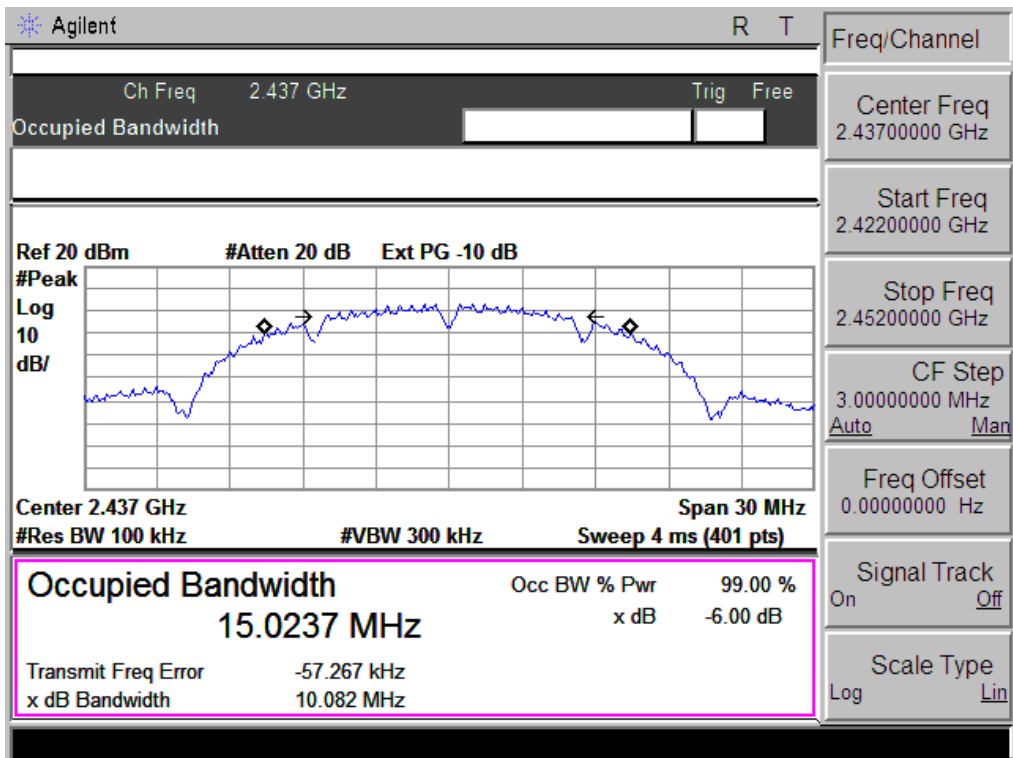 Agilent R T
Ch Freq 2.437 GHz Trig Free
Occupied Bandwidth
Ref 20 dBm #Atten 20 dB Ext PG -10 dB
#Peak
Log
10
dB/
Center 2.437 GHz Span 30 MHz
#Res BW 100 kHz #VBW 300 kHz Sweep 4 ms (401 pts)
Occupied Bandwidth Occ BW % Pwr 99.00 %
15.0237 MHz x dB -6.00 dB
Transmit Freq Error -57.267 kHz
x dB Bandwidth 10.082 MHz
Freq/Channel
Center Freq
2.43700000 GHz
Start Freq
2.42200000 GHz
Stop Freq
2.45200000 GHz
CF Step
3.00000000 MHz
Auto Man
Freq Offset
0.00000000 Hz
Signal Track
On Off
Scale Type
Log Lin